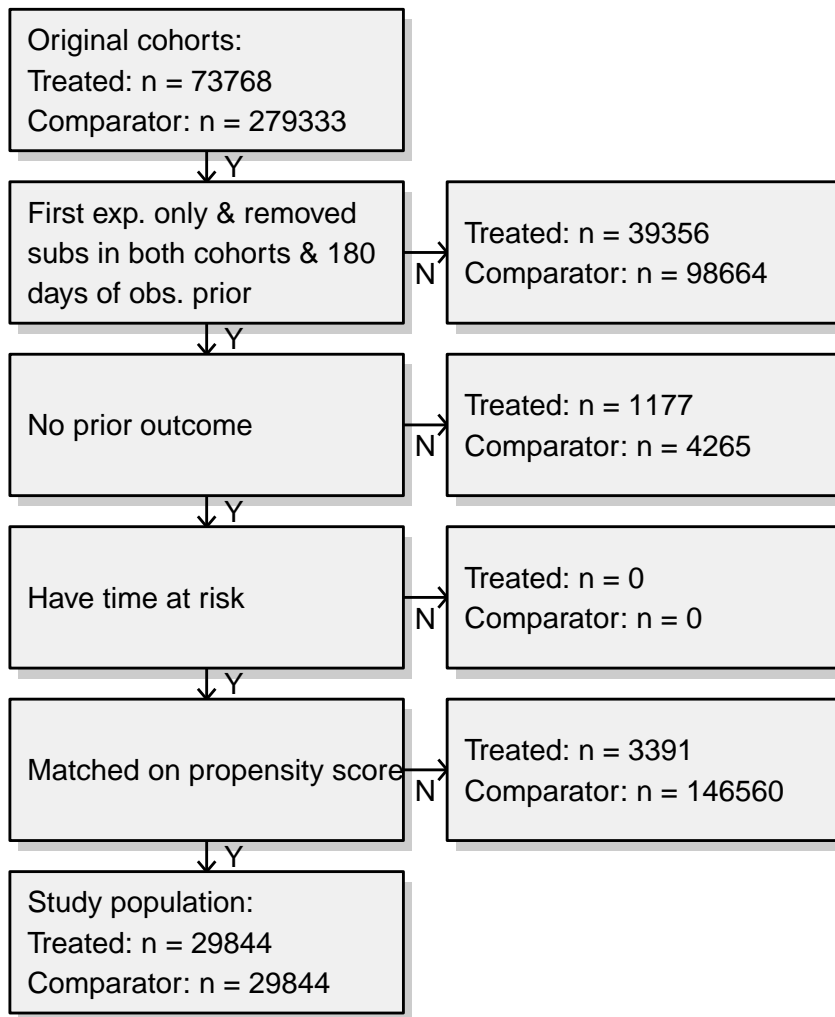 Original cohorts:
Treated: n = 73768
Comparator: n = 279333
Y
First exp. only & removed
subs in both cohorts & 180
days of obs. prior
N
Treated: n = 39356
Comparator: n = 98664
Y
No prior outcome
N
Treated: n = 1177
Comparator: n = 4265
Y
Have time at risk
N
Treated: n = 0
Comparator: n = 0
Y
Matched on propensity score
N
Treated: n = 3391
Comparator: n = 146560
Y
Study population:
Treated: n = 29844
Comparator: n = 29844